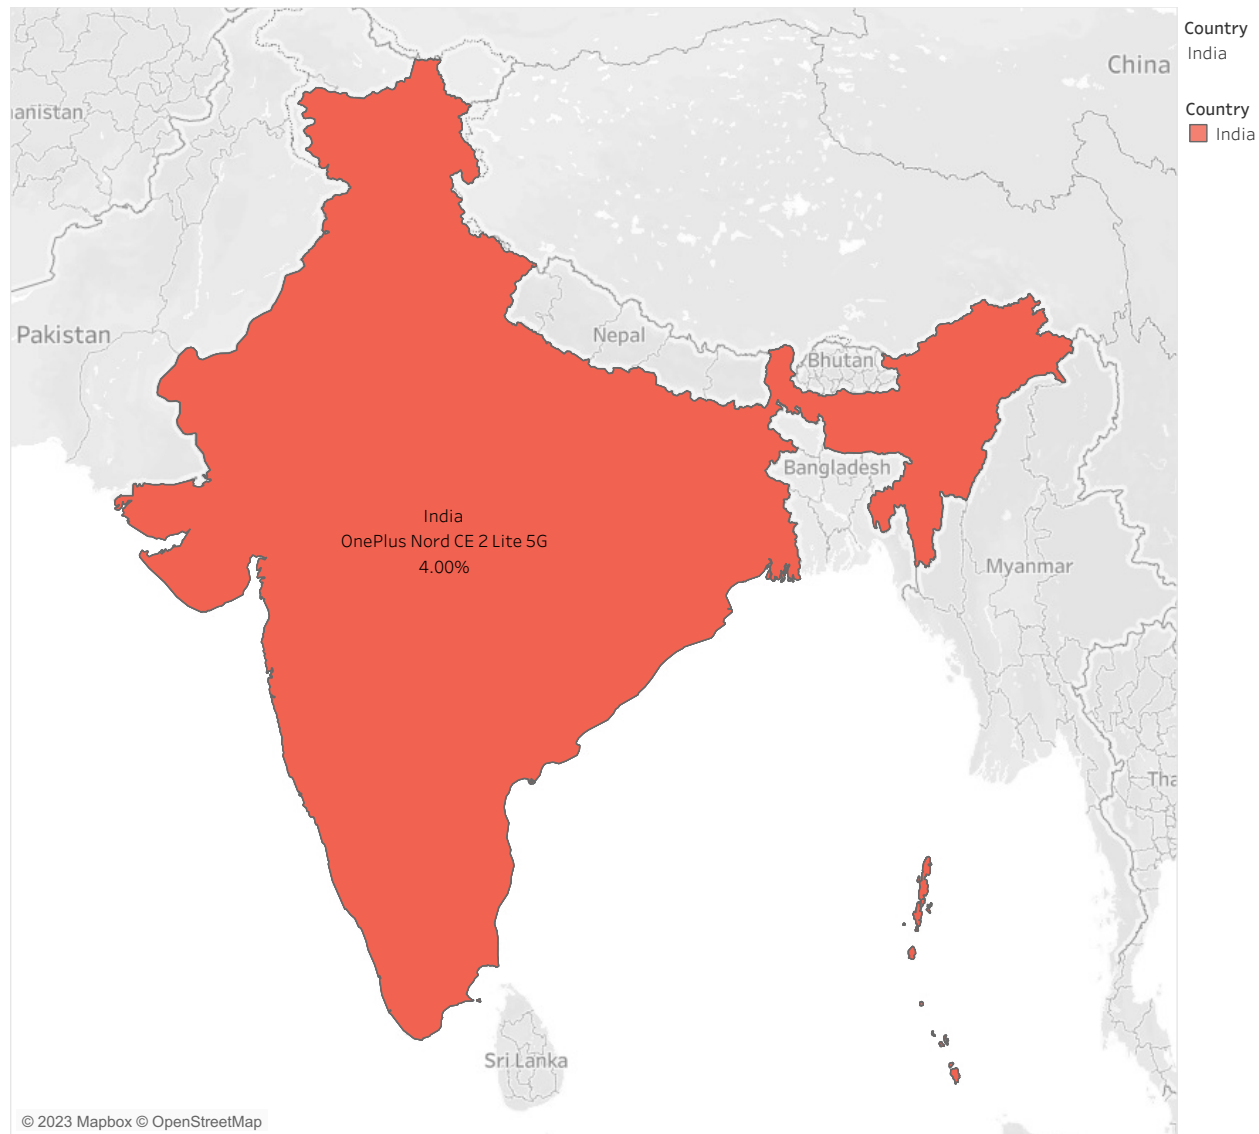 Country
India
Country
India
China
anistan
Pakistan
Nepal
Bhutan
Bangladesh
India
OnePlus Nord CE 2 Lite 5G
4.00%
Myanmar
Tha
Sri Lanka
© 2023 Mapbox © OpenStreetMap